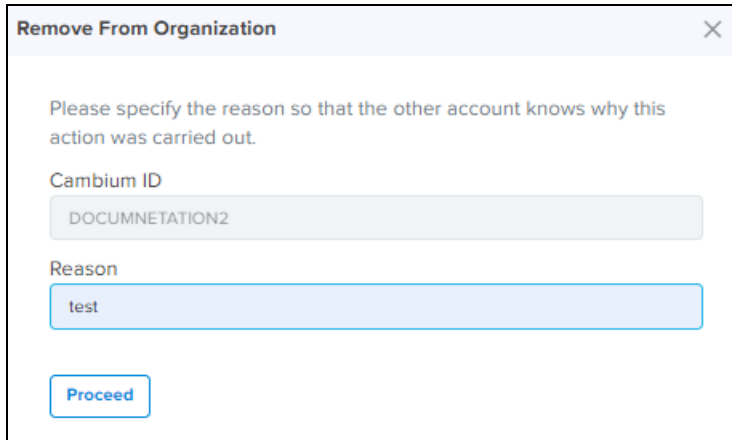 Remove From Organization
Please specify the reason so that the other account knows why this
action was carried out.
Cambium ID
DOCUMNETATION2
Reason
test
Proceed